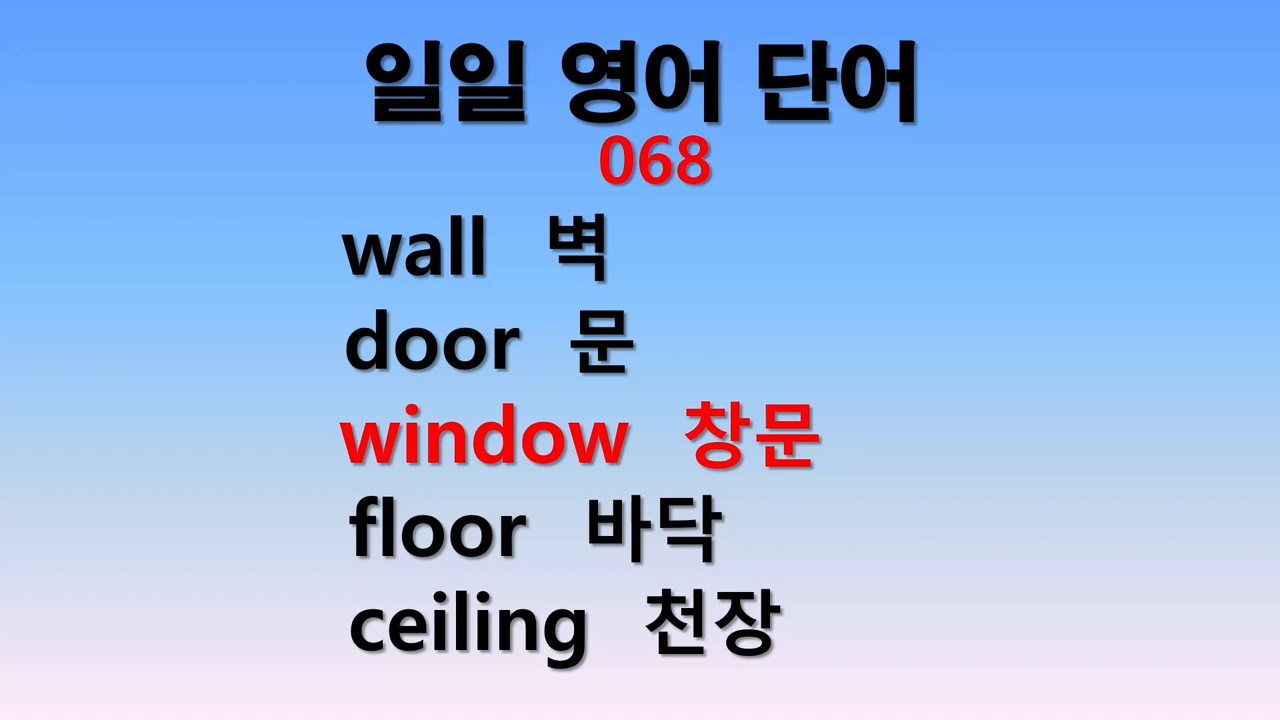 일일 영어 단어
068
wall 벽
door 문
window 창문
floor 바닥
ceiling 천장